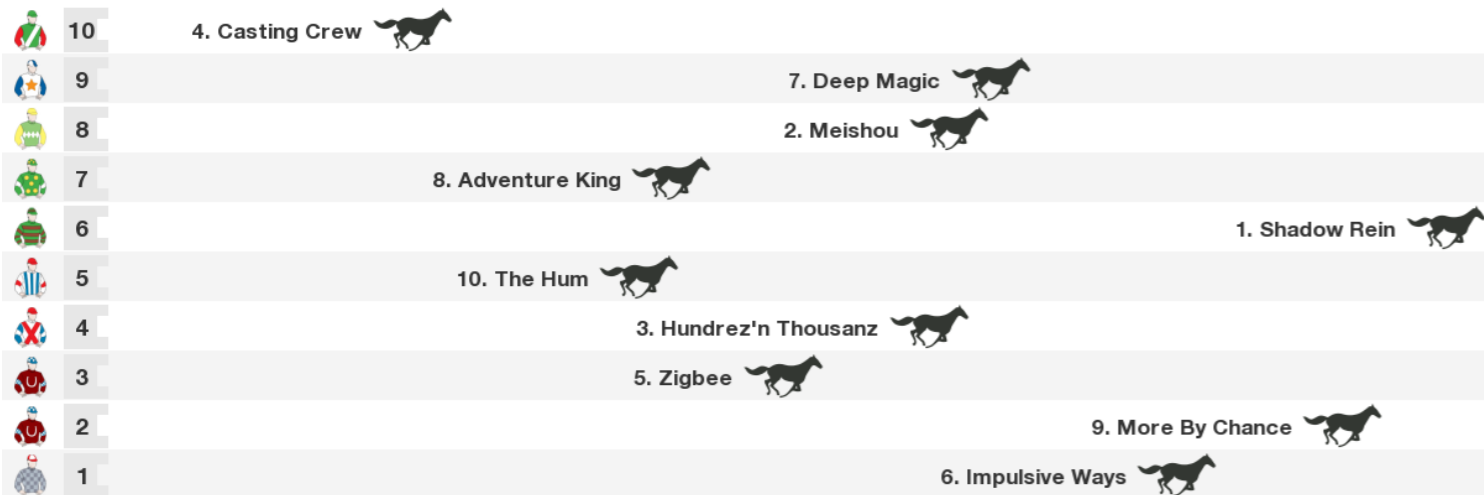 10 4. Casting Crew
9 7. Deep Magic
8 2. Meishou
7 8. Adventure King
6 1. Shadow Rein
5 10. The Hum
4 3. Hundrez'n Thousanz
3 5. Zigbee
2 9. More By Chance
1 6. Impulsive Ways